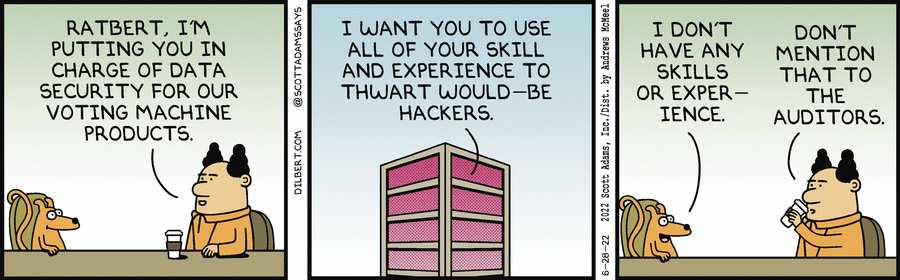 RATBERT, I'M
PUTTING YOU IN
CHARGE OF DATA
SECURITY FOR OUR
VOTING MACHINE
PRODUCTS.
DILBERT.COM @SCOTTADAMSSAYS
I WANT YOU TO USE
ALL OF YOUR SKILL
AND EXPERIENCE TO
THWART WOULD-BE
HACKERS.
6-28-22 2022 Scott Adams, Inc./Dist. by Andrews McMeel
I DON'T
HAVE ANY
SKILLS
OR EXPER-
IENCE.
DON'T
MENTION
THAT TO
THE
AUDITORS.